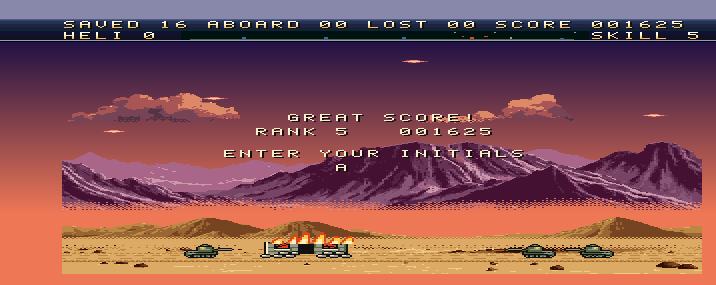 SAVED 16 ABOARD 00 LOST 00 SCORE 001625
HELI 0 SKILL 5
GREAT SCORE!
RANK 5 001625
ENTER YOUR INITIALS
A